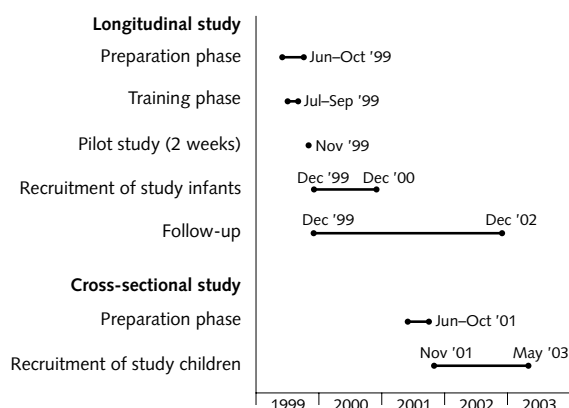 Longitudinal study
Preparation phase Jun–Oct '99
Training phase Jul–Sep '99
Pilot study (2 weeks) Nov '99
Recruitment of study infants Dec '99 Dec '00
Follow-up Dec '99 Dec '02
Cross-sectional study
Preparation phase Jun–Oct '01
Recruitment of study children Nov '01 May '03
1999 2000 2001 2002 2003